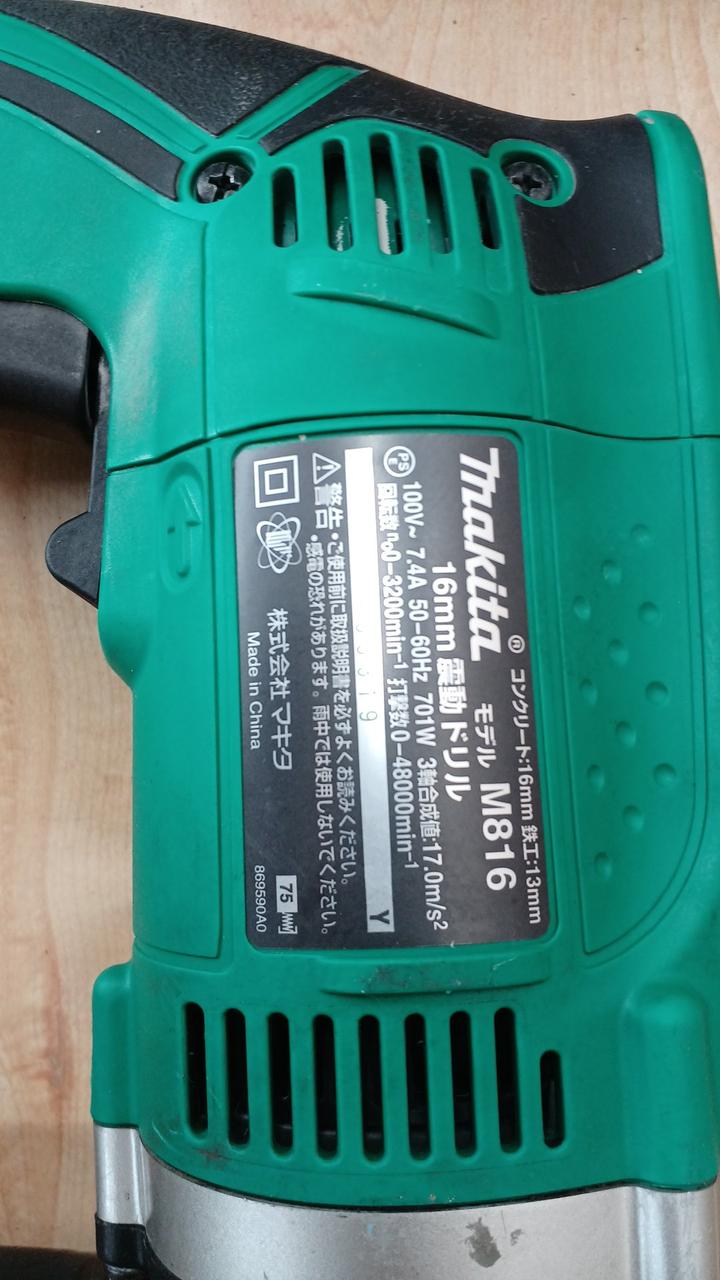 makita® コンクリート:16mm 鉄工:13mm
モデル M816
16mm 震動ドリル
PS E 100V~ 7.4A 50-60Hz 701W 3軸合成値:17.0m/s²
回転数 n₀0-3200min⁻¹ 打撃数0-48000min⁻¹
Y
⚠警告 •ご使用前に取扱説明書を必ずよくお読みください。
•感電の恐れがあります。雨中では使用しないでください。
株式会社 マキタ
Made in China
75
869590A0